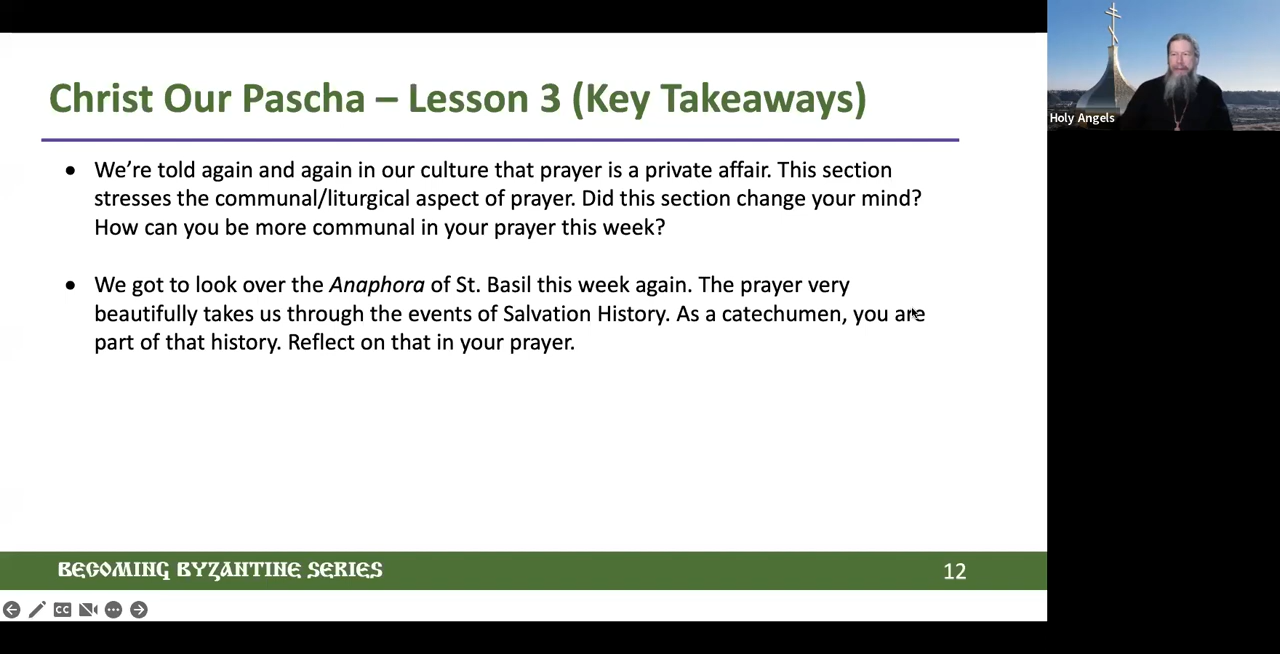 Christ Our Pascha – Lesson 3 (Key Takeaways)
Holy Angels
• We’re told again and again in our culture that prayer is a private affair. This section
stresses the communal/liturgical aspect of prayer. Did this section change your mind?
How can you be more communal in your prayer this week?
• We got to look over the Anaphora of St. Basil this week again. The prayer very
beautifully takes us through the events of Salvation History. As a catechumen, you are
part of that history. Reflect on that in your prayer.
BECOMING BYZANTINE SERIES
12
CC